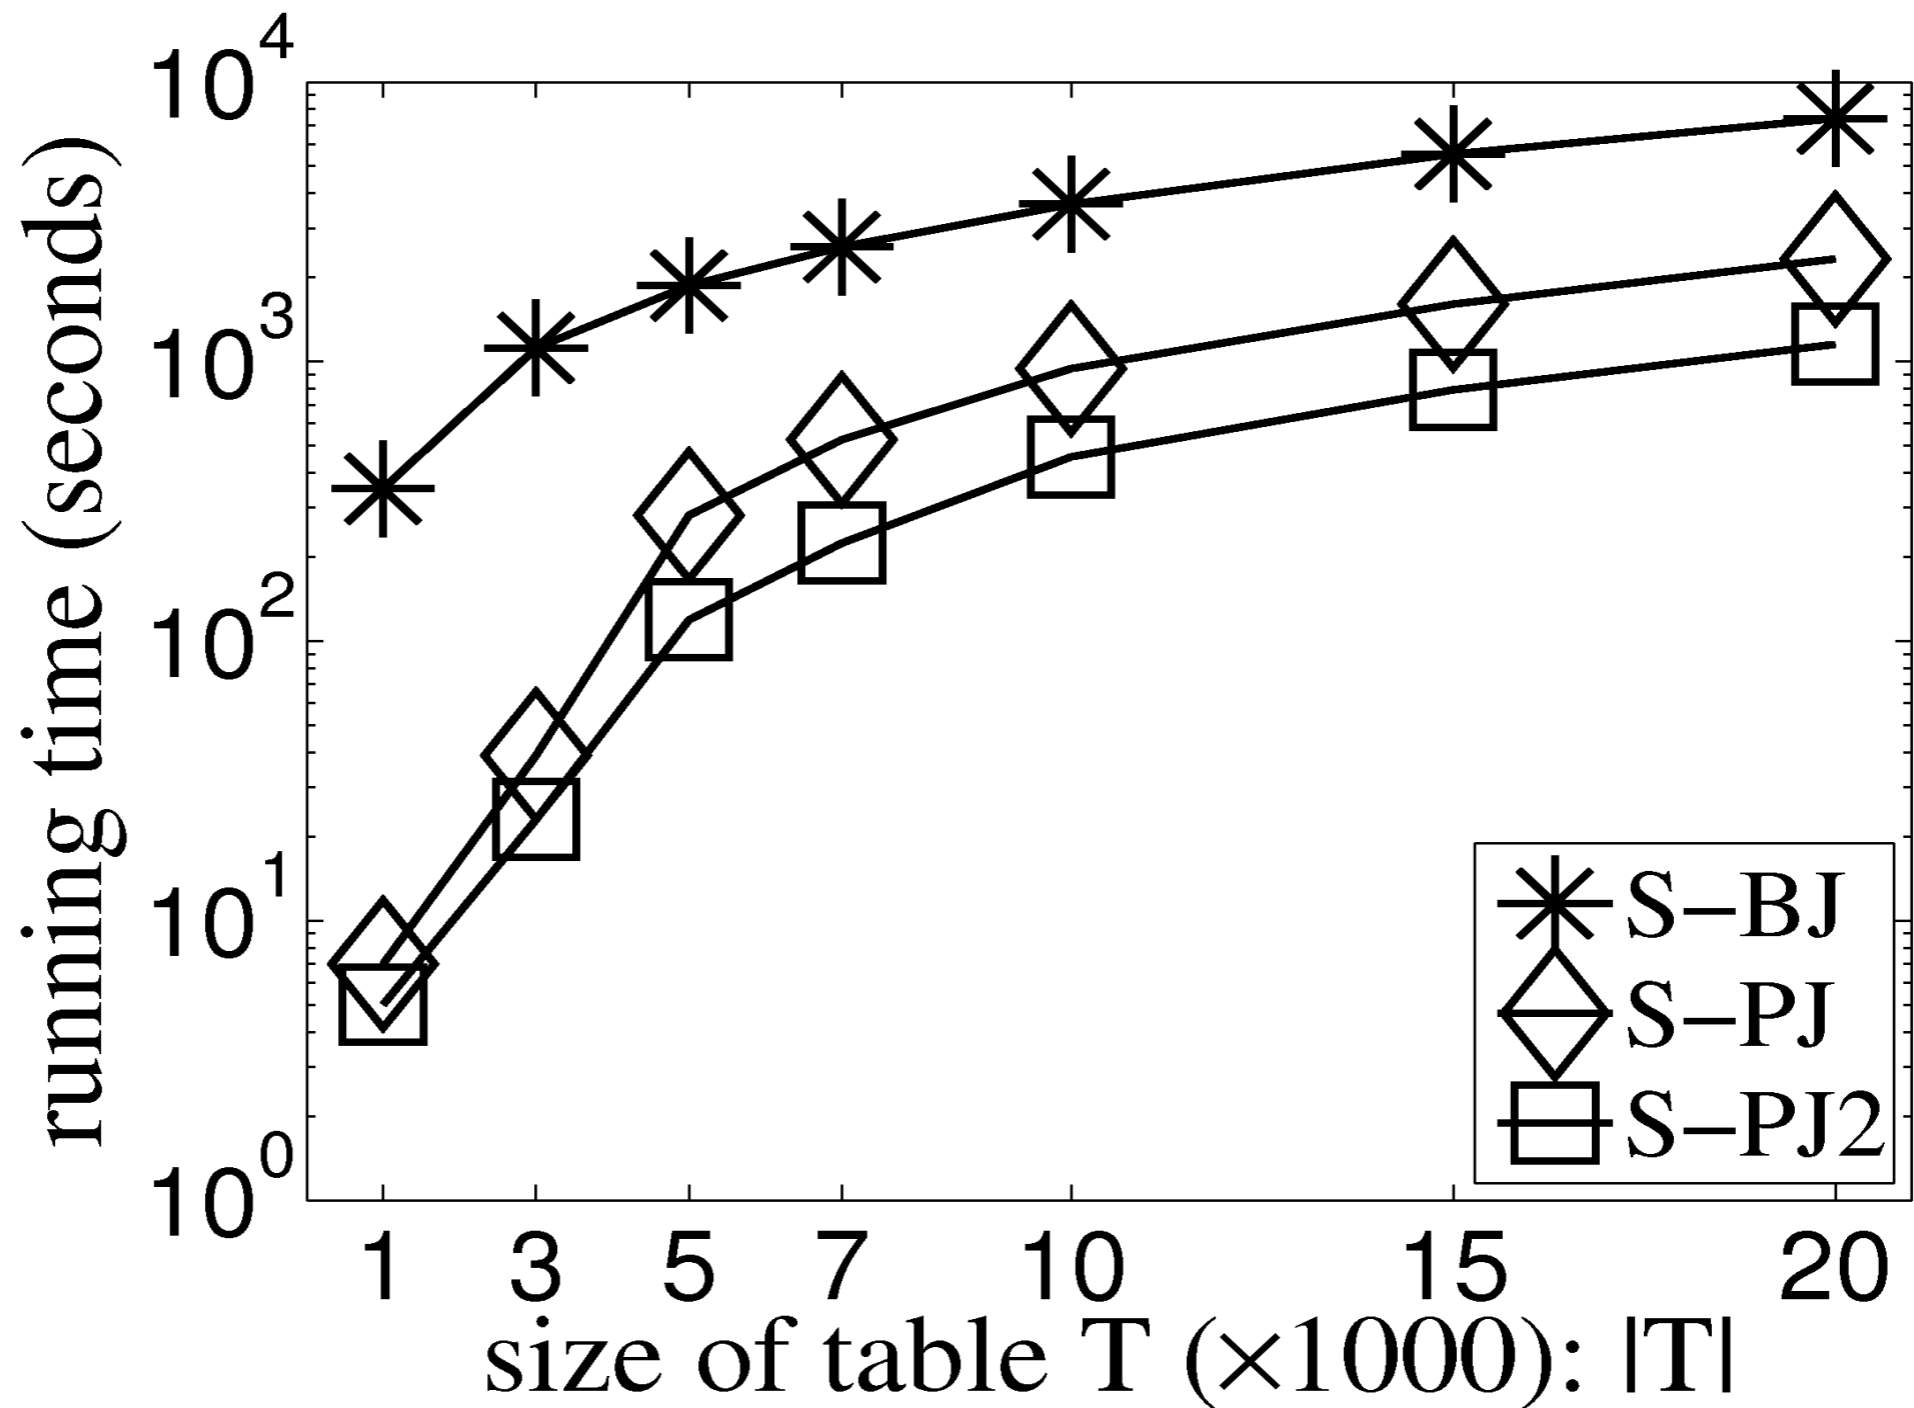 running time (seconds)
10^4
10^3
10^2
10^1
10^0
S−BJ
S−PJ
S−PJ2
1 3 5 7 10 15 20
size of table T (×1000): |T|